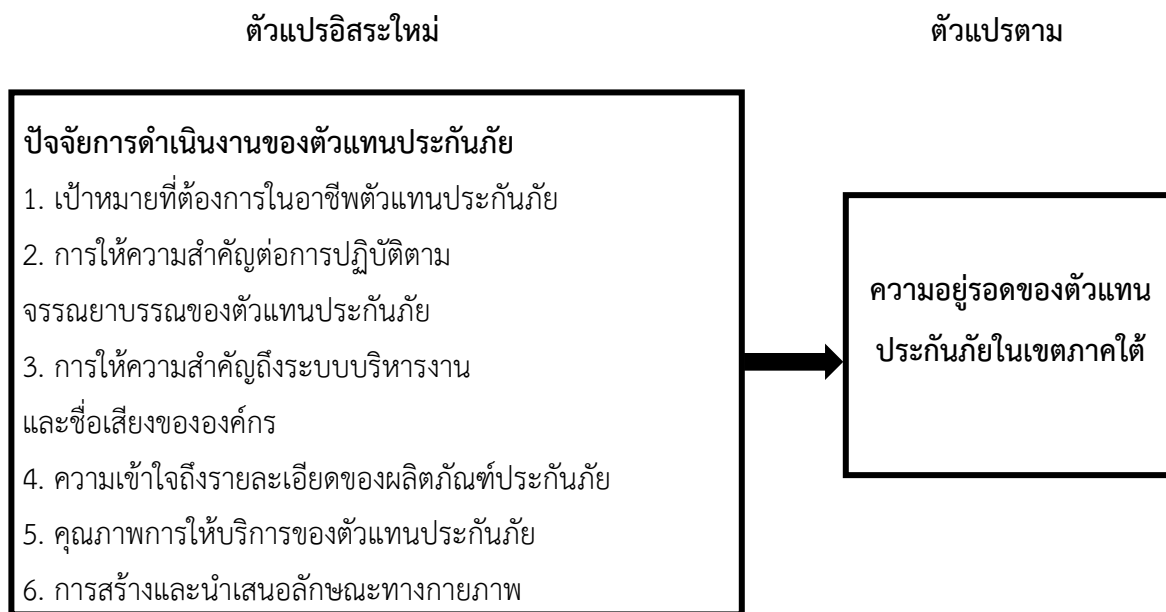 ตัวแปรอิสระใหม่
ตัวแปรตาม
ปัจจัยการดำเนินงานของตัวแทนประกันภัย
1. เป้าหมายที่ต้องการในอาชีพตัวแทนประกันภัย
2. การให้ความสำคัญต่อการปฏิบัติตาม
จรรณยาบรรณของตัวแทนประกันภัย
3. การให้ความสำคัญถึงระบบบริหารงาน
และชื่อเสียงขององค์กร
4. ความเข้าใจถึงรายละเอียดของผลิตภัณฑ์ประกันภัย
5. คุณภาพการให้บริการของตัวแทนประกันภัย
6. การสร้างและนำเสนอลักษณะทางกายภาพ
ความอยู่รอดของตัวแทน
ประกันภัยในเขตภาคใต้